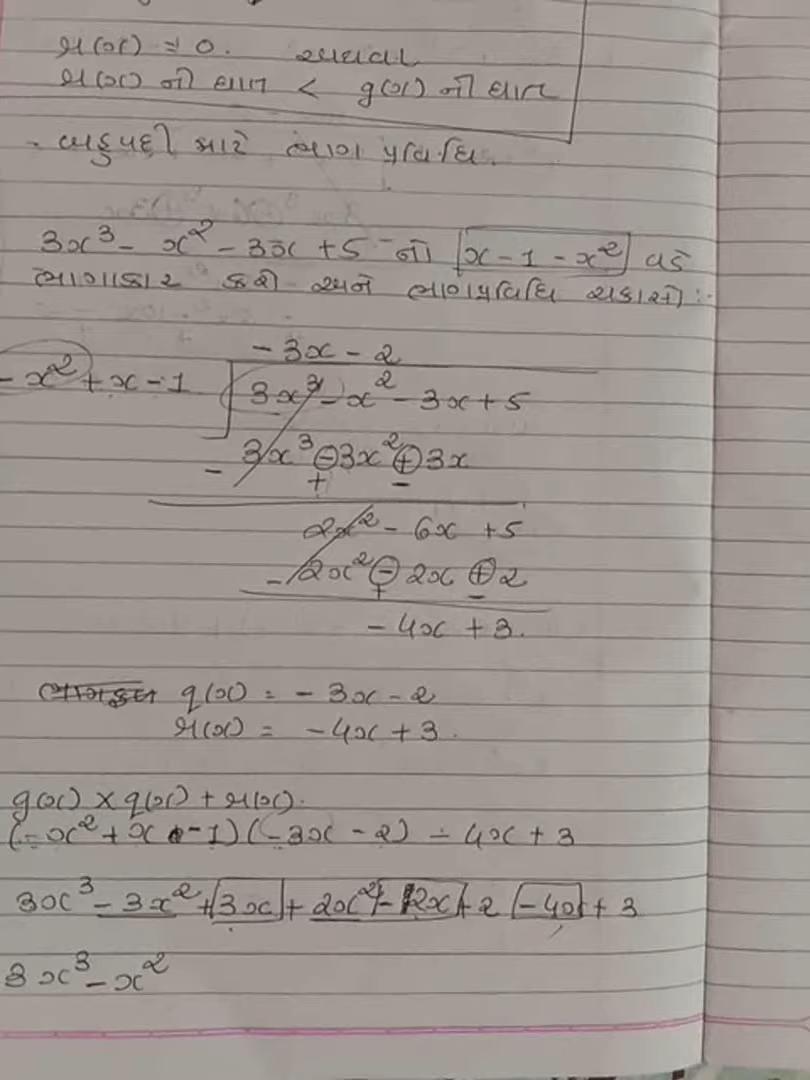 r(x) = 0. અથવા
r(x) ની ઘાત < g(x) ની ઘાત
- બહુપદી માટે ભાગ પ્રવિધિ.
3x³ - x² - 3x + 5 નો x - 1 - x² વડે
ભાગાકાર કરી અને ભાગપ્રવિધિ ચકાસો :-
- 3x - 2
- x² + x - 1 3x³ - x² - 3x + 5
- 3x³ - 3x² + 3x
+ -
2x² - 6x + 5
- 2x² - 2x + 2
+ -
- 4x + 3.
ભાગફળ q(x) = - 3x - 2
r(x) = - 4x + 3.
g(x) × q(x) + r(x).
(- x² + x - 1) (- 3x - 2) - 4x + 3
3x³ - 3x² + 3x + 2x² - 2x + 2 - 4x + 3
3x³ - x²